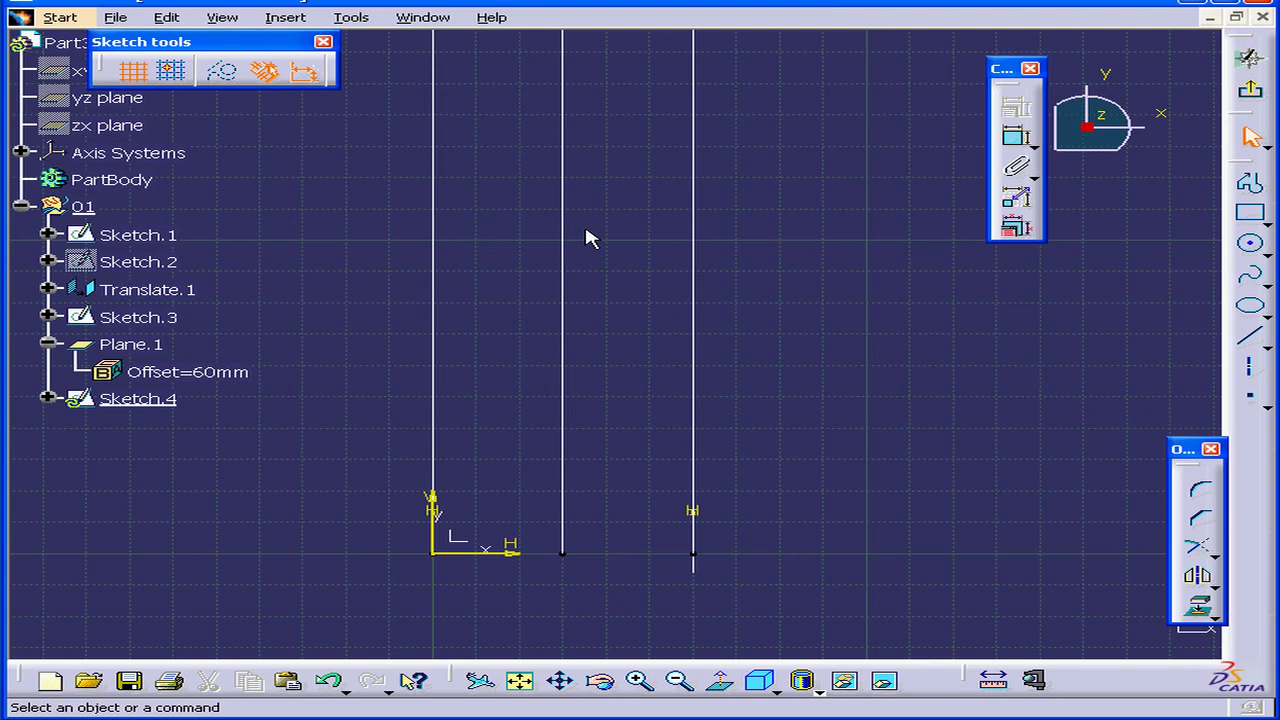 Start File Edit View Insert Tools Window Help
Sketch tools
Part3
yz plane
zx plane
Axis Systems
PartBody
01
Sketch.1
Sketch.2
Translate.1
Sketch.3
Plane.1
Offset=60mm
Sketch.4
V
H
y
x
H
H
C...
y
x
z
O...
x
CATIA
Select an object or a command